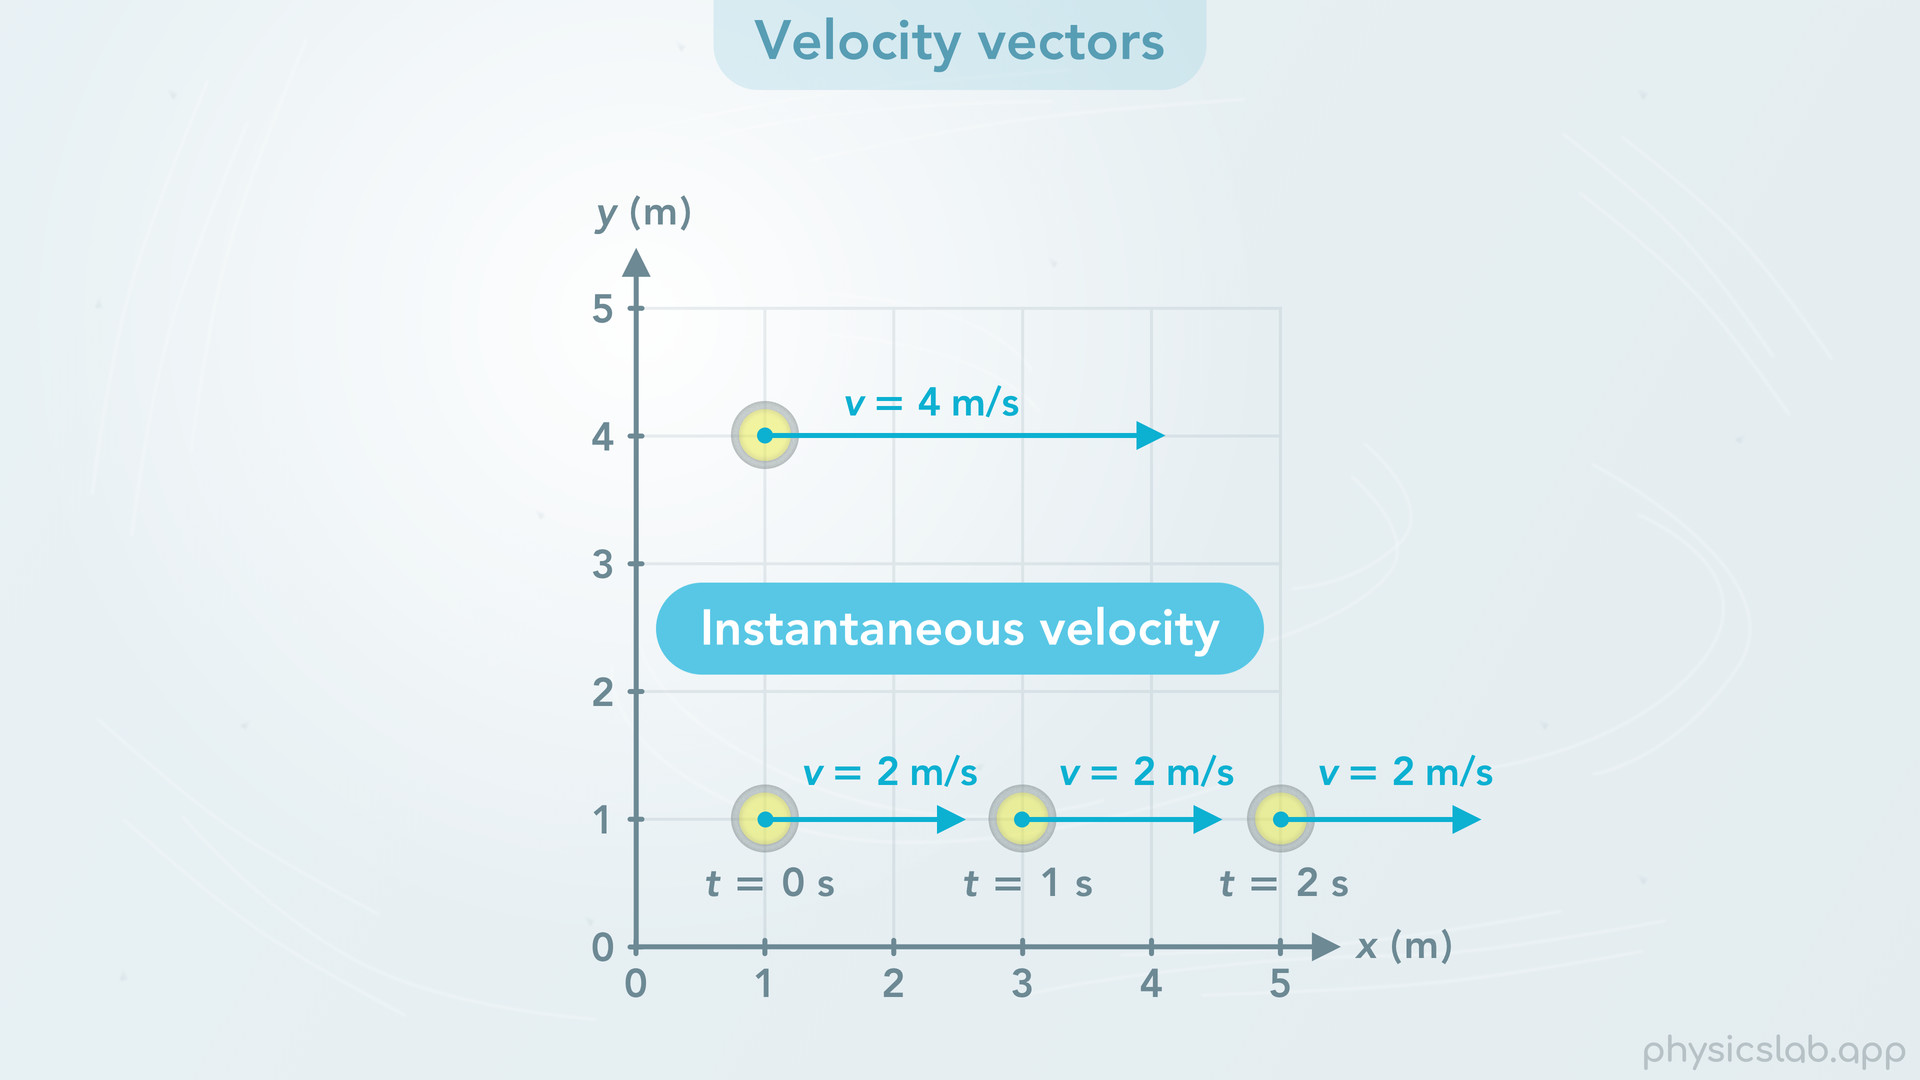 Velocity vectors
y (m)
5
v = 4 m/s
4
3
Instantaneous velocity
2
v = 2 m/s v = 2 m/s v = 2 m/s
1
t = 0 s t = 1 s t = 2 s
0
x (m)
0 1 2 3 4 5
physicslab.app